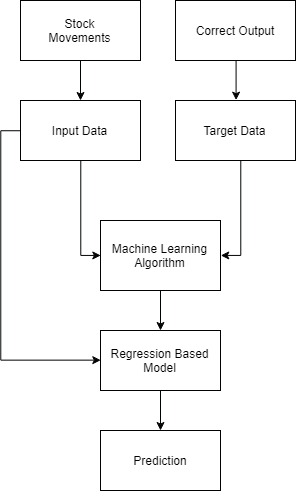 Stock
Movements
Correct Output
Input Data
Target Data
Machine Learning
Algorithm
Regression Based
Model
Prediction